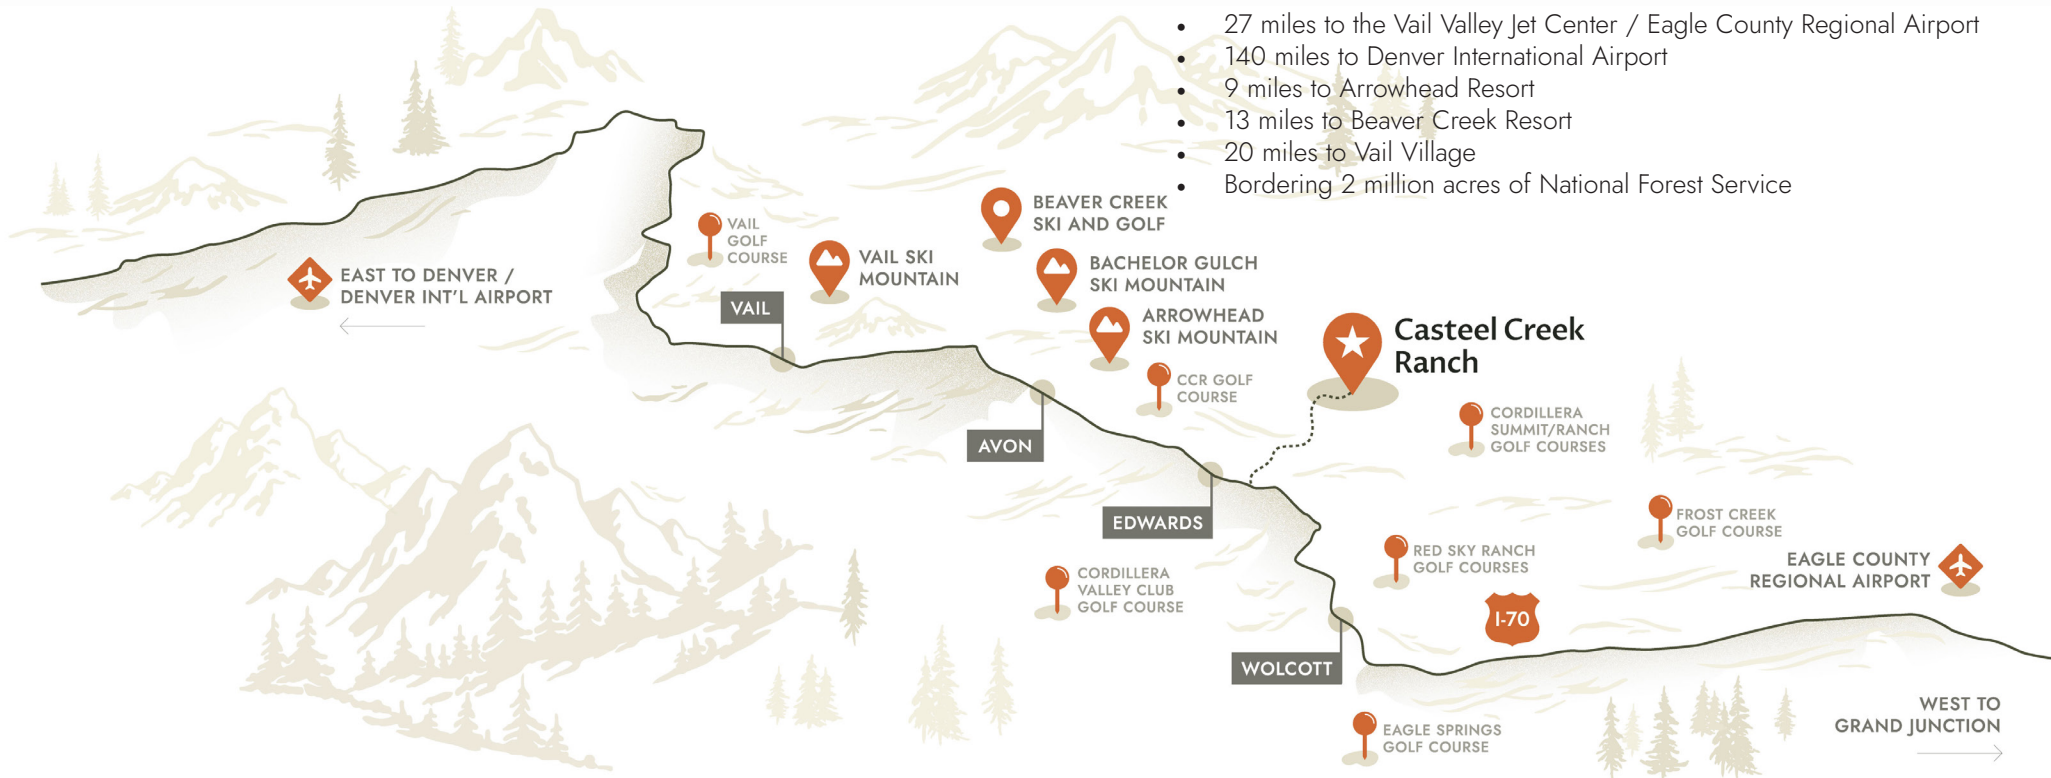 • 27 miles to the Vail Valley Jet Center / Eagle County Regional Airport
• 140 miles to Denver International Airport
• 9 miles to Arrowhead Resort
• 13 miles to Beaver Creek Resort
• 20 miles to Vail Village
• Bordering 2 million acres of National Forest Service
BEAVER CREEK
SKI AND GOLF
VAIL
GOLF
COURSE
VAIL SKI
MOUNTAIN
BACHELOR GULCH
SKI MOUNTAIN
EAST TO DENVER /
DENVER INT'L AIRPORT
VAIL
ARROWHEAD
SKI MOUNTAIN
Casteel Creek
Ranch
CCR GOLF
COURSE
CORDILLERA
SUMMIT/RANCH
GOLF COURSES
AVON
EDWARDS
FROST CREEK
GOLF COURSE
RED SKY RANCH
GOLF COURSES
EAGLE COUNTY
REGIONAL AIRPORT
CORDILLERA
VALLEY CLUB
GOLF COURSE
I-70
WOLCOTT
WEST TO
GRAND JUNCTION
EAGLE SPRINGS
GOLF COURSE